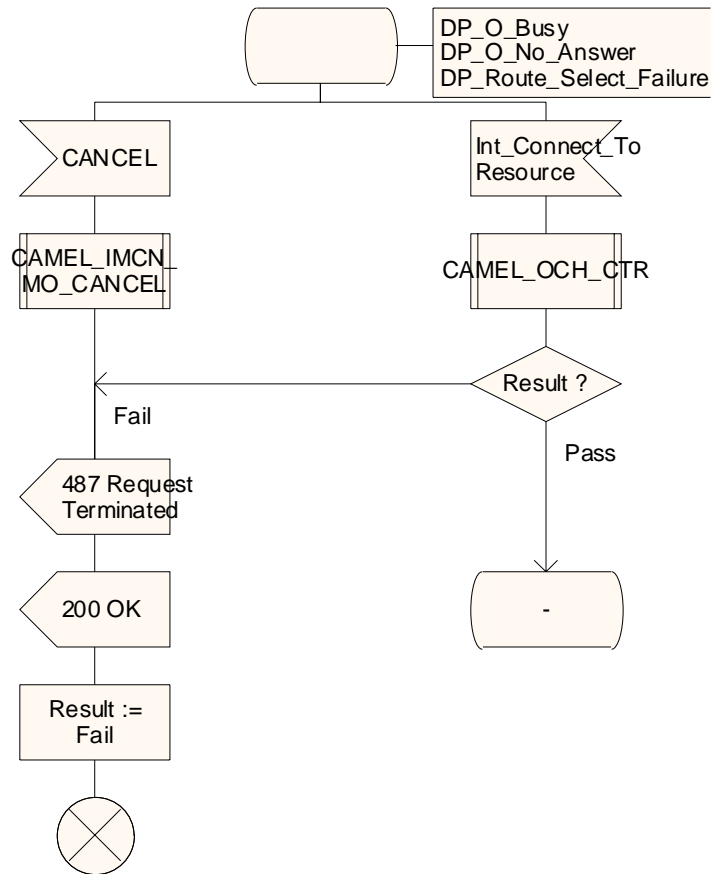 DP_O_Busy
DP_O_No_Answer
DP_Route_Select_Failure
CANCEL
Int_Connect_To
Resource
CAMEL_IMCN_
MO_CANCEL
CAMEL_OCH_CTR
Result ?
Fail
Pass
487 Request
Terminated
200 OK
-
Result :=
Fail